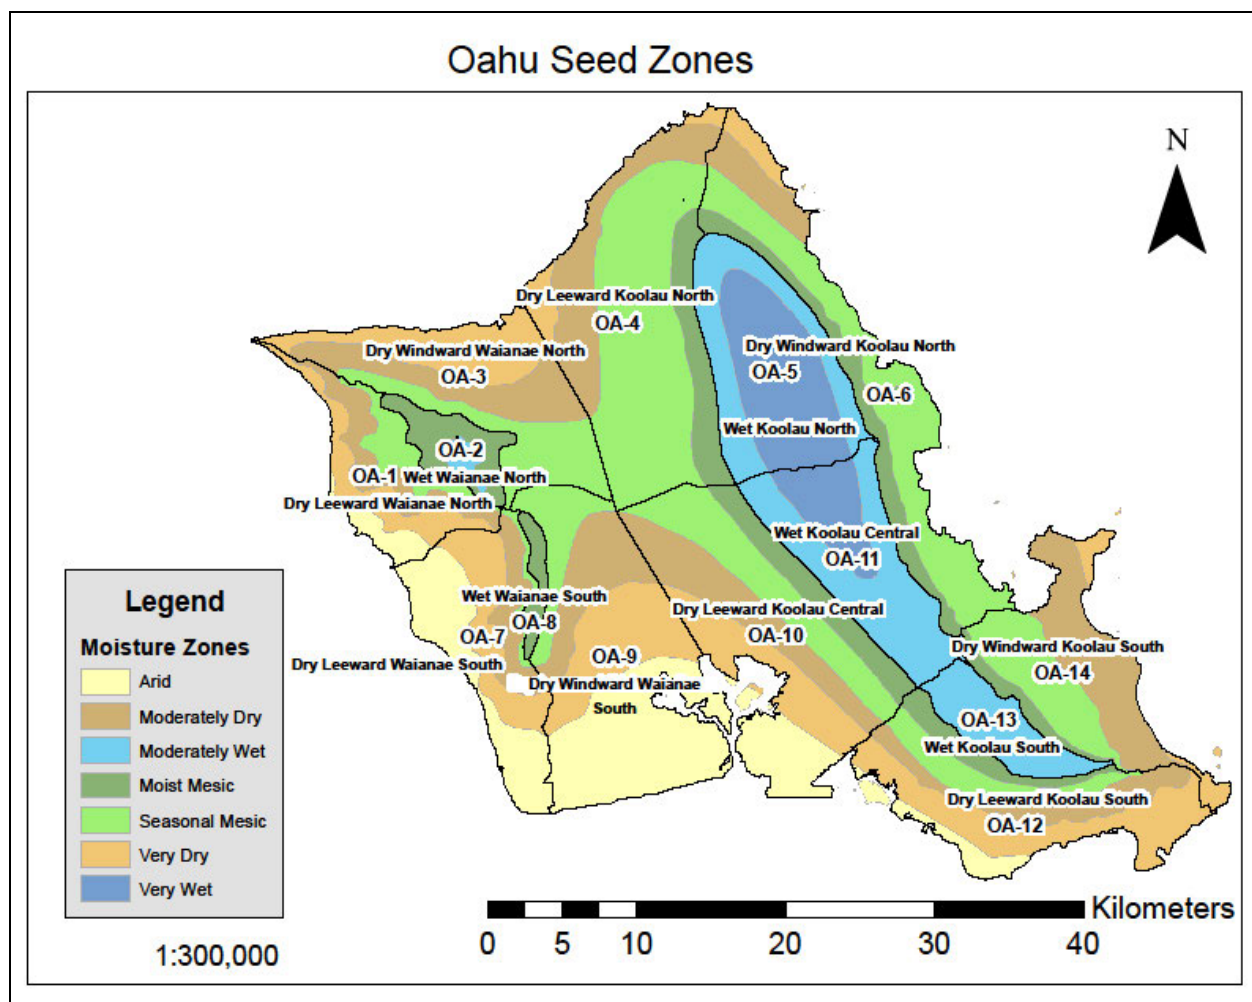 Oahu Seed Zones
N
Dry Leeward Koolau North
OA-4
Dry Windward Waianae North
OA-3
Dry Windward Koolau North
OA-5
OA-6
Wet Koolau North
OA-2
OA-1
Wet Waianae North
Dry Leeward Waianae North
Wet Koolau Central
OA-11
Wet Waianae South
OA-8
OA-7
Dry Leeward Waianae South
Dry Leeward Koolau Central
OA-10
OA-9
Dry Windward Waianae
South
Dry Windward Koolau South
OA-14
OA-13
Wet Koolau South
Dry Leeward Koolau South
OA-12
Legend
Moisture Zones
Arid
Moderately Dry
Moderately Wet
Moist Mesic
Seasonal Mesic
Very Dry
Very Wet
1:300,000
Kilometers
0 5 10 20 30 40